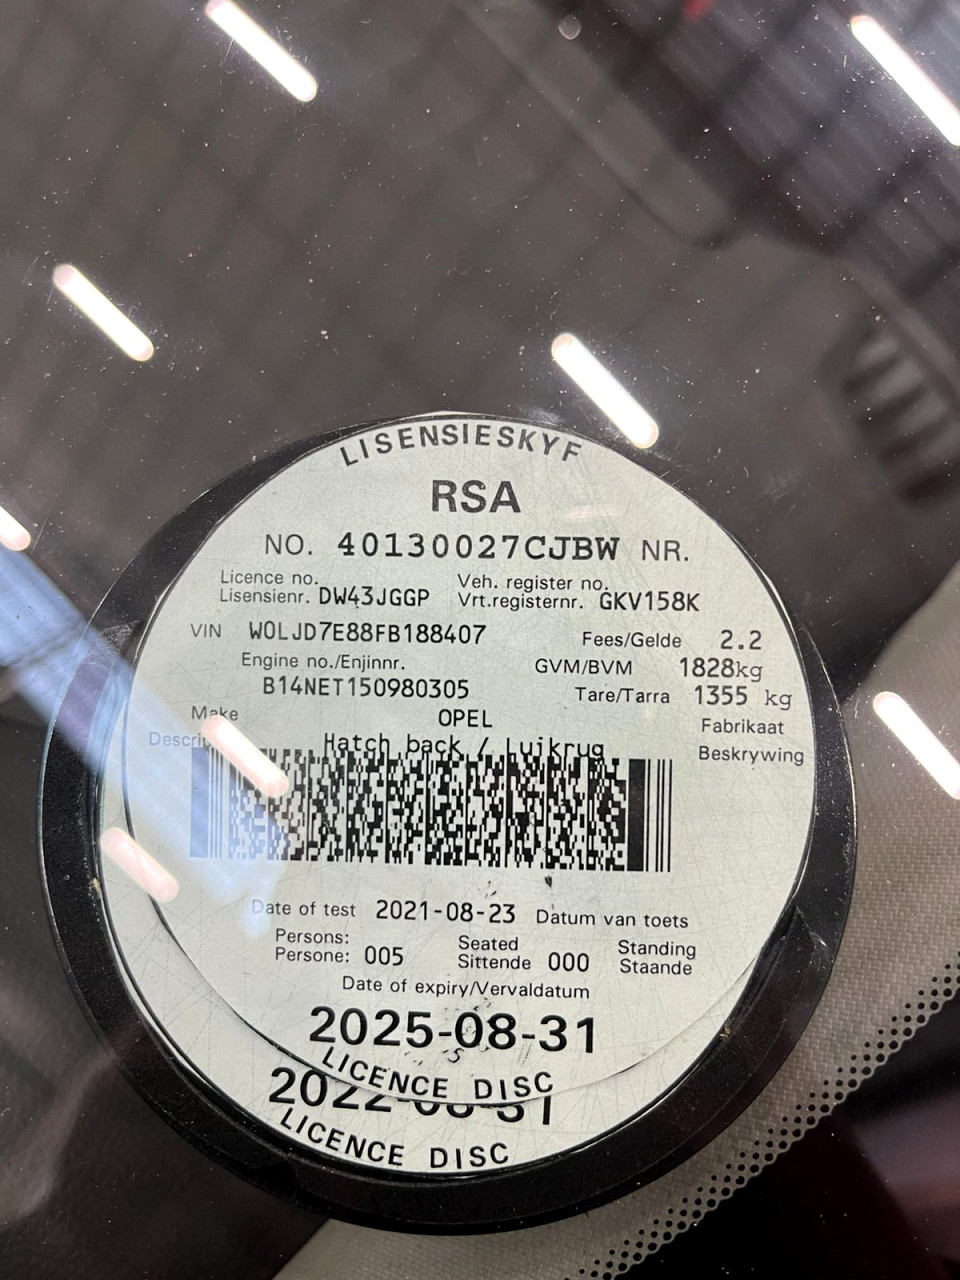 LISENSIESKYF
RSA
NO. 40130027CJBW NR.
Licence no. Veh. register no.
Lisensienr. DW43JGGP Vrt.registernr. GKV158K
VIN W0LJD7E88FB188407 Fees/Gelde 2.2
Engine no./Enjinnr. GVM/BVM 1828kg
B14NET150980305 Tare/Tarra 1355 kg
Make OPEL Fabrikaat
Hatch back / Luikrug Beskrywing
Date of test 2021-08-23 Datum van toets
Persons: Seated Standing
Persone: 005 Sittende 000 Staande
Date of expiry/Vervaldatum
2025-08-31
LICENCE DISC
2022-08-31
LICENCE DISC